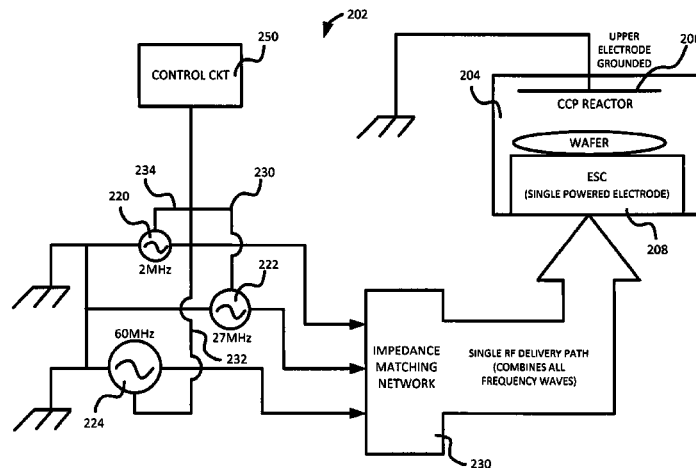 202
250
CONTROL CKT
UPPER
ELECTRODE
GROUNDED
204
CCP REACTOR
WAFER
ESC
(SINGLE POWERED ELECTRODE)
208
234
230
220
2MHz
222
27MHz
60MHz
232
224
IMPEDANCE
MATCHING
NETWORK
SINGLE RF DELIVERY PATH
(COMBINES ALL
FREQUENCY WAVES)
230